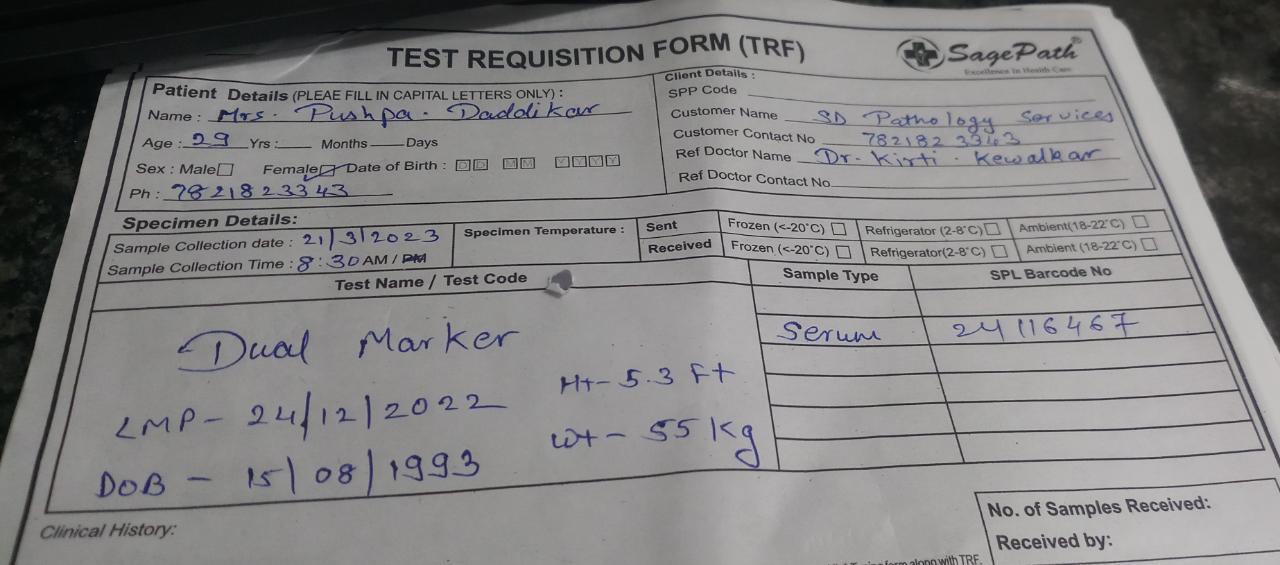 TEST REQUISITION FORM (TRF)
SagePath®
Excellence In Health Care
Patient Details (PLEAE FILL IN CAPITAL LETTERS ONLY) :
Name : Mrs. Pushpa. Daddikar
Age : 29 Yrs : Months Days
Sex : Male Female Date of Birth : DD MM YYYY
Ph : 7821823343
Client Details :
SPP Code
Customer Name SD Pathology Services
Customer Contact No 782182 3343
Ref Doctor Name Dr. Kirti. Kewalkar
Ref Doctor Contact No.
Specimen Details:
Sample Collection date : 21/3/2023
Sample Collection Time : 8:30 AM / PM
Specimen Temperature :
Sent Frozen (<-20°C) Refrigerator (2-8°C) Ambient(18-22°C)
Received Frozen (<-20°C) Refrigerator(2-8°C) Ambient (18-22°C)
Test Name / Test Code Sample Type SPL Barcode No
Dual Marker Serum 24116467
LMP - 24/12/2022 Ht- 5.3 Ft
DOB - 15/08/1993 wt - 55 kg
Clinical History:
No. of Samples Received:
Received by:
form along with TRF.